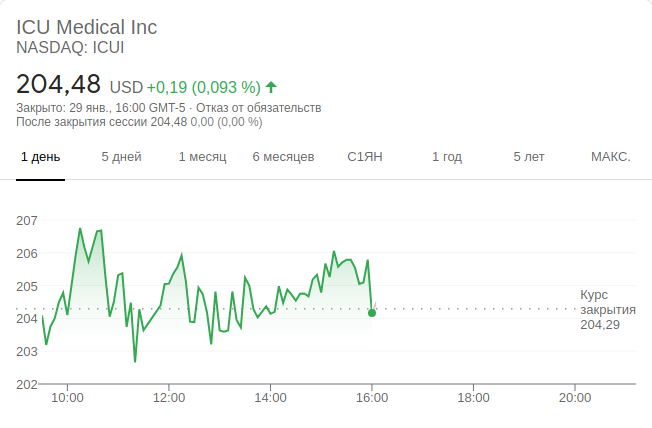 ICU Medical Inc
NASDAQ: ICUI
204,48 USD +0,19 (0,093 %)
Закрыто: 29 янв., 16:00 GMT-5 · Отказ от обязательств
После закрытия сессии 204,48 0,00 (0,00 %)
1 день 5 дней 1 месяц 6 месяцев С1ЯН 1 год 5 лет МАКС.
207
206
205
204
203
202
Курс
закрытия
204,29
10:00 12:00 14:00 16:00 18:00 20:00